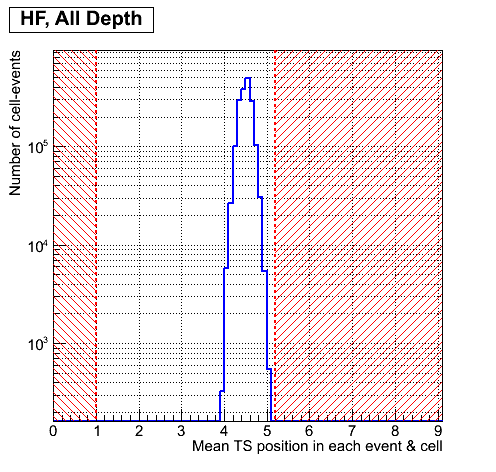 HF, All Depth
Number of cell-events
10^5
10^4
10^3
0 1 2 3 4 5 6 7 8 9
Mean TS position in each event & cell